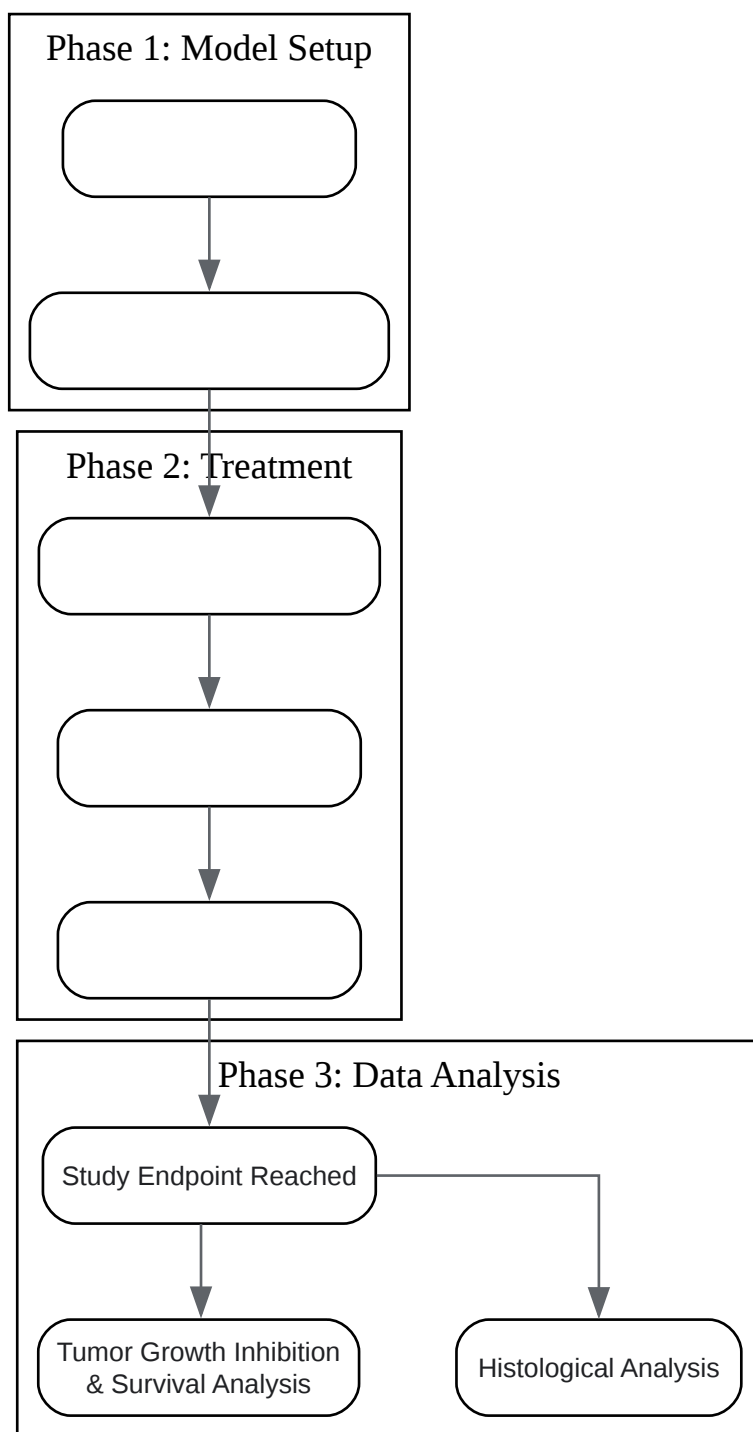 Phase 1: Model Setup
Phase 2: Treatment
Phase 3: Data Analysis
Study Endpoint Reached
Tumor Growth Inhibition
& Survival Analysis
Histological Analysis